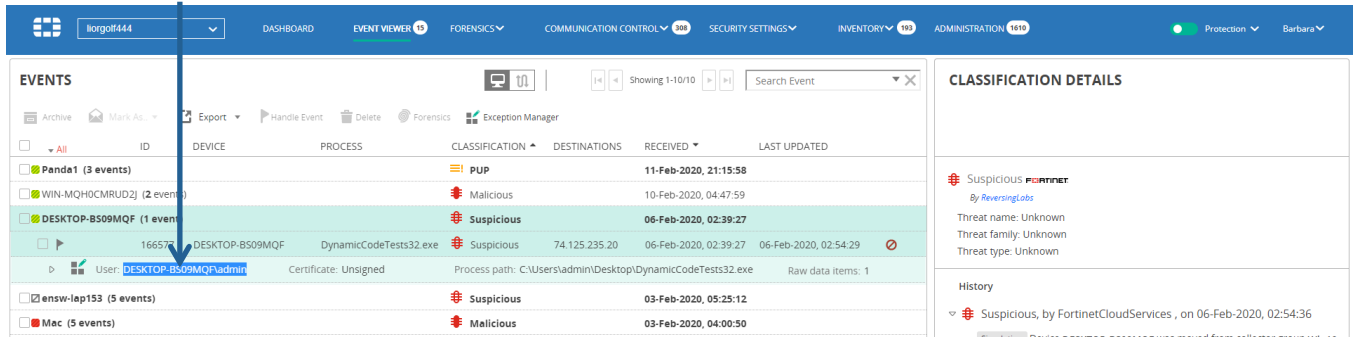 liorgolf444 DASHBOARD EVENT VIEWER 15 FORENSICS COMMUNICATION CONTROL 308 SECURITY SETTINGS INVENTORY 193 ADMINISTRATION 1610 Protection Barbara
EVENTS Showing 1-10/10 Search Event
Archive Mark As.. Export Handle Event Delete Forensics Exception Manager
All ID DEVICE PROCESS CLASSIFICATION DESTINATIONS RECEIVED LAST UPDATED
Panda1 (3 events) PUP 11-Feb-2020, 21:15:58
WIN-MQH0CMRUD2J (2 events) Malicious 10-Feb-2020, 04:47:59
DESKTOP-BS09MQF (1 event) Suspicious 06-Feb-2020, 02:39:27
166577 DESKTOP-BS09MQF DynamicCodeTests32.exe Suspicious 74.125.235.20 06-Feb-2020, 02:39:27 06-Feb-2020, 02:54:29
User: DESKTOP-BS09MQF\admin Certificate: Unsigned Process path: C:\Users\admin\Desktop\DynamicCodeTests32.exe Raw data items: 1
ensw-lap153 (5 events) Suspicious 03-Feb-2020, 05:25:12
Mac (5 events) Malicious 03-Feb-2020, 04:00:50
CLASSIFICATION DETAILS
Suspicious FORTINET
By ReversingLabs
Threat name: Unknown
Threat family: Unknown
Threat type: Unknown
History
Suspicious, by FortinetCloudServices , on 06-Feb-2020, 02:54:36